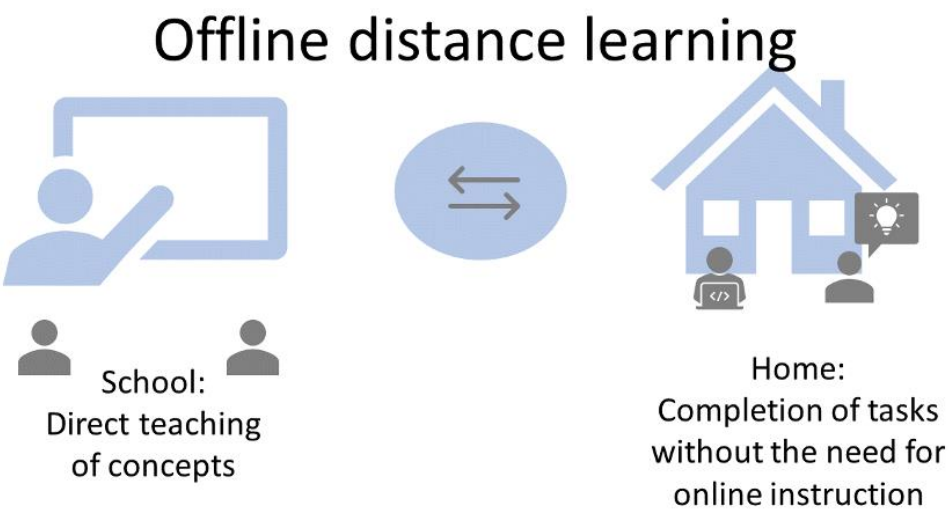 Offline distance learning
School:
Direct teaching
of concepts
Home:
Completion of tasks
without the need for
online instruction
</>